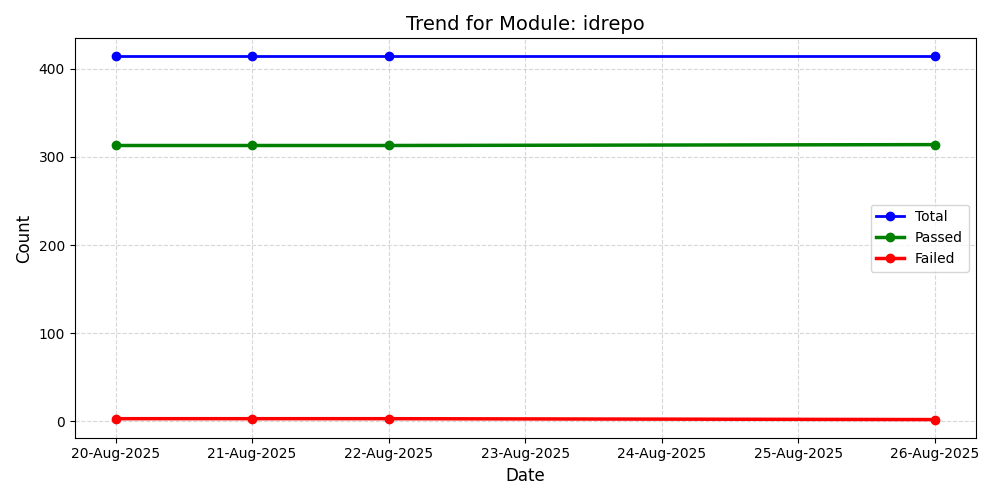 Trend for Module: idrepo
Count
400
300
200
100
0
Total
Passed
Failed
20-Aug-2025 21-Aug-2025 22-Aug-2025 23-Aug-2025 24-Aug-2025 25-Aug-2025 26-Aug-2025
Date